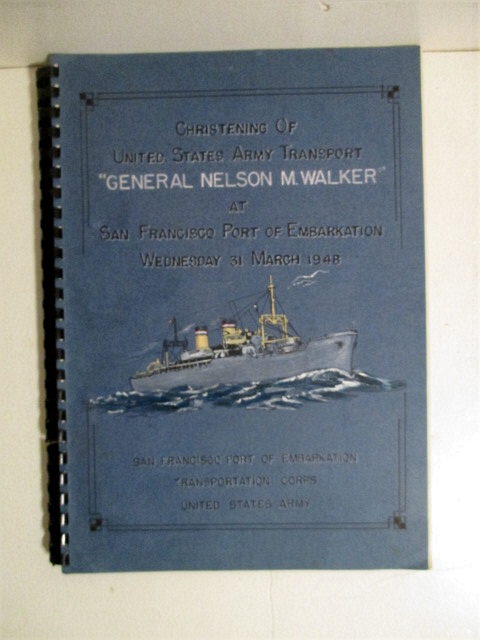 CHRISTENING OF
UNITED STATES ARMY TRANSPORT
"GENERAL NELSON M. WALKER"
AT
SAN FRANCISCO PORT OF EMBARKATION
WEDNESDAY 31 MARCH 1948
SAN FRANCISCO PORT OF EMBARKATION
TRANSPORTATION CORPS
UNITED STATES ARMY